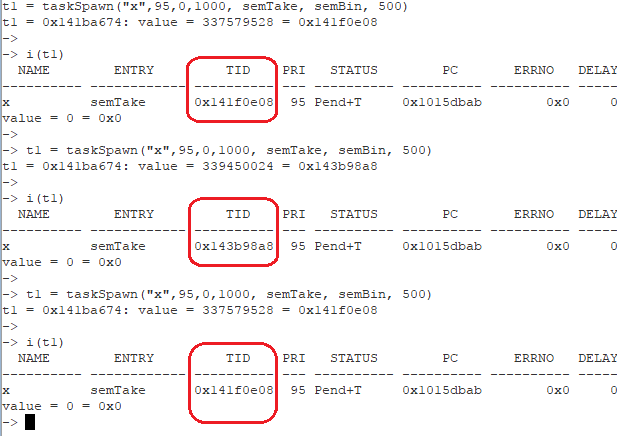 t1 = taskSpawn("x",95,0,1000, semTake, semBin, 500)
t1 = 0x141ba674: value = 337579528 = 0x141f0e08
->
-> i(t1)
  NAME       ENTRY       TID    PRI   STATUS      PC       ERRNO  DELAY
---------- ---------- ---------- --- -------- ---------- ---------- -----
x          semTake    0x141f0e08  95 Pend+T   0x1015dbab        0x0     0
value = 0 = 0x0
->
-> t1 = taskSpawn("x",95,0,1000, semTake, semBin, 500)
t1 = 0x141ba674: value = 339450024 = 0x143b98a8
->
-> i(t1)
  NAME       ENTRY       TID    PRI   STATUS      PC       ERRNO  DELAY
---------- ---------- ---------- --- -------- ---------- ---------- -----
x          semTake    0x143b98a8  95 Pend+T   0x1015dbab        0x0     0
value = 0 = 0x0
->
-> t1 = taskSpawn("x",95,0,1000, semTake, semBin, 500)
t1 = 0x141ba674: value = 337579528 = 0x141f0e08
->
-> i(t1)
  NAME       ENTRY       TID    PRI   STATUS      PC       ERRNO  DELAY
---------- ---------- ---------- --- -------- ---------- ---------- -----
x          semTake    0x141f0e08  95 Pend+T   0x1015dbab        0x0     0
value = 0 = 0x0
->